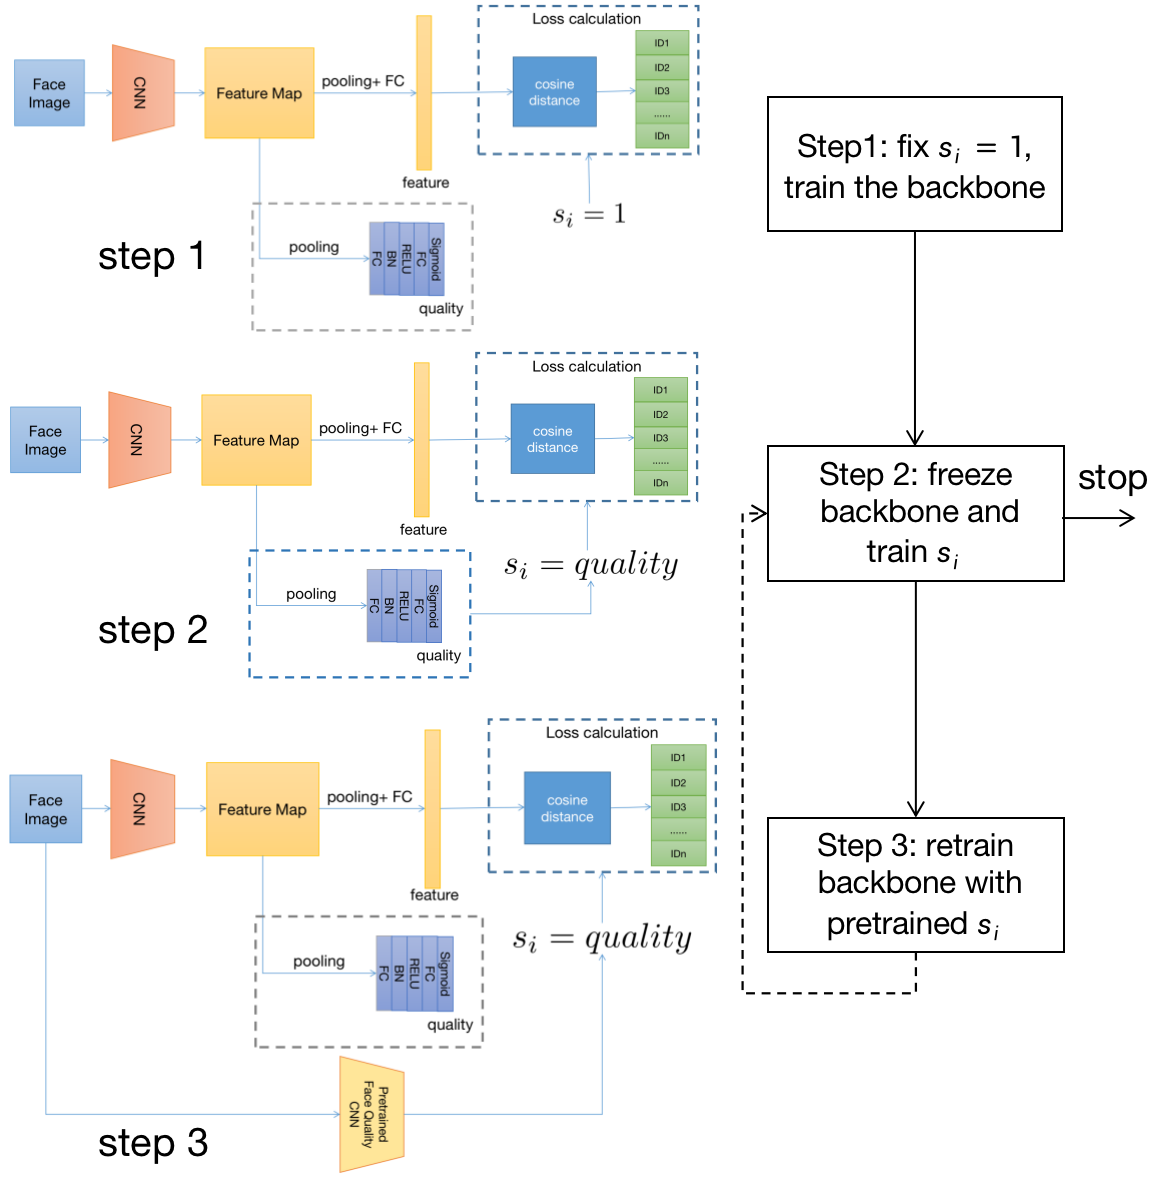 Loss calculation
Face
Image
CNN
Feature Map
pooling+ FC
feature
cosine
distance
ID1
ID2
ID3
......
IDn
s_i = 1
step 1
pooling
FC
BN
RELU
FC
Sigmoid
quality
Loss calculation
Face
Image
CNN
Feature Map
pooling+ FC
feature
cosine
distance
ID1
ID2
ID3
......
IDn
s_i = quality
step 2
pooling
FC
BN
RELU
FC
Sigmoid
quality
Loss calculation
Face
Image
CNN
Feature Map
pooling+ FC
feature
cosine
distance
ID1
ID2
ID3
......
IDn
s_i = quality
pooling
FC
BN
RELU
FC
Sigmoid
quality
Pretrained
Face Quality
CNN
step 3
Step1: fix s_i = 1,
train the backbone
Step 2: freeze
backbone and
train s_i
stop
Step 3: retrain
backbone with
pretrained s_i